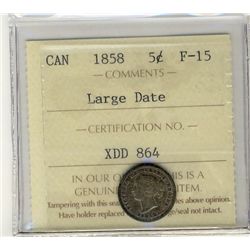 CAN 1858 5¢ F-15
COMMENTS
Large Date
CERTIFICATION NO.
XDD 864
IN OUR THIS IS A
GENUINE ITEM.
Tampering with this seal above opinion.
Have holder replaced seal not intact.